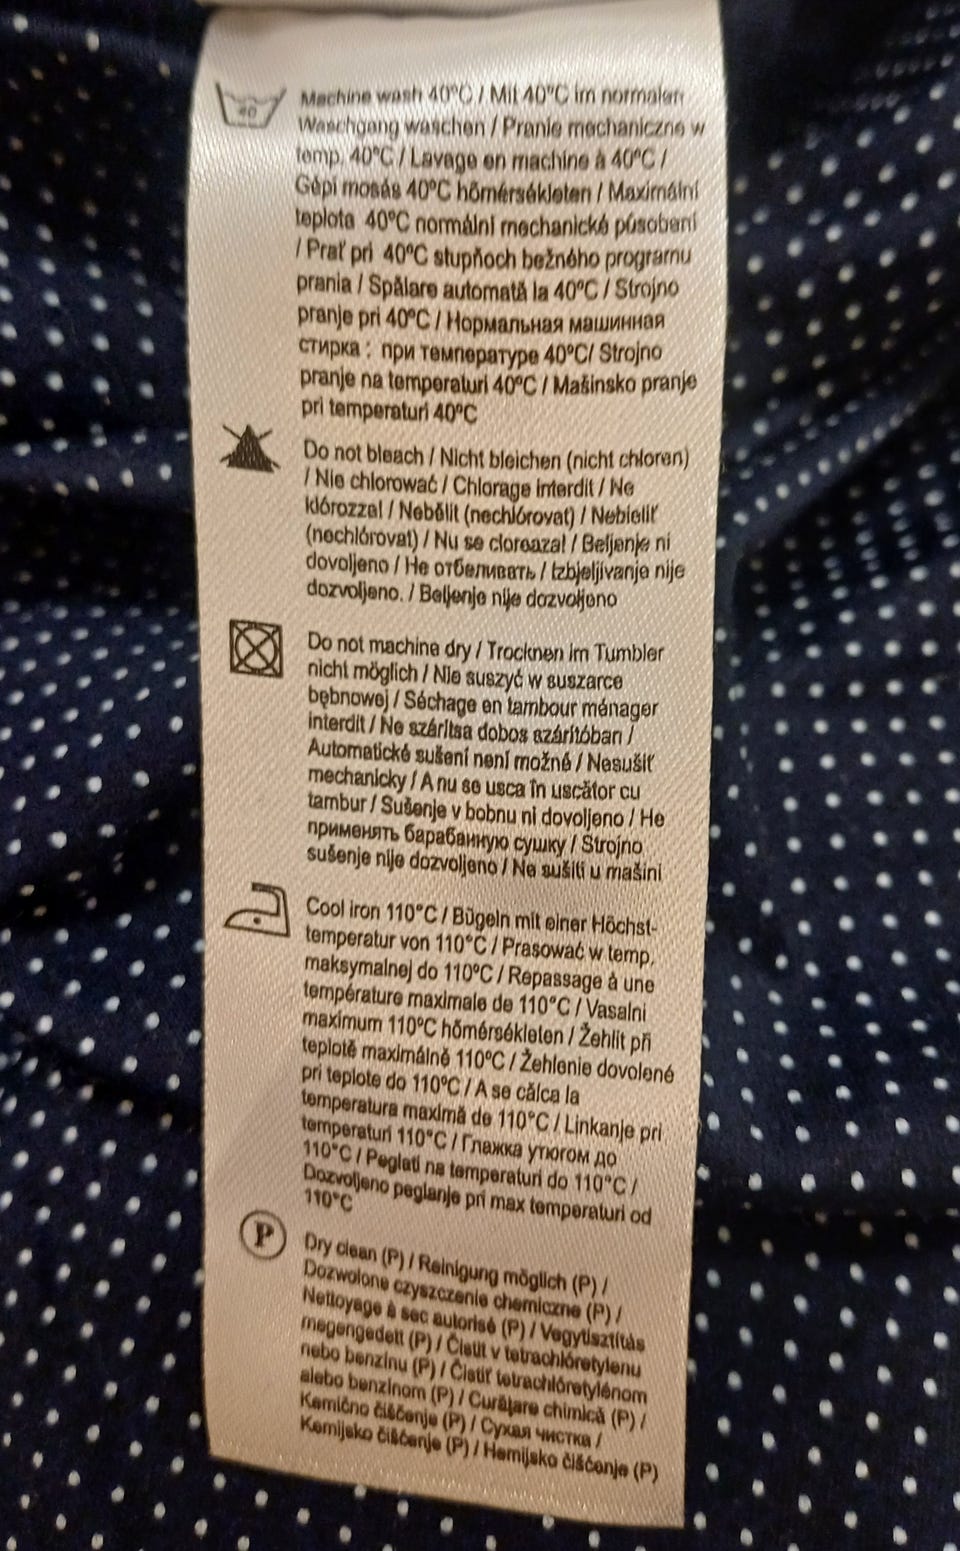 40
Machine wash 40°C / Mit 40°C im normalen
Waschgang waschen / Pranie mechaniczne w
temp. 40°C / Lavage en machine à 40°C /
Gépi mosás 40°C hõmérsékleten / Maximální
teplota 40°C normální mechanické působení
/ Prať pri 40°C stupňoch bežného programu
prania / Spălare automată la 40°C / Strojno
pranje pri 40°C / Нормальная машинная
стирка : при температуре 40°C/ Strojno
pranje na temperaturi 40°C / Mašinsko pranje
pri temperaturi 40°C
Do not bleach / Nicht bleichen (nicht chloren)
/ Nie chlorować / Chlorage interdit / Ne
klórozza! / Nebělit (nechlórovat) / Nebieliť
(nechlórovat) / Nu se cloreaza! / Beljenje ni
dovoljeno / Не отбеливать / Izbjeljivanje nije
dozvoljeno. / Beljenje nije dozvoljeno
Do not machine dry / Trocknen im Tumbler
nicht möglich / Nie suszyć w suszarce
bębnowej / Séchage en tambour ménager
interdit / Ne szárítsa dobos szárítóban /
Automatické sušení není možné / Nesušiť
mechanicky / A nu se usca în uscător cu
tambur / Sušenje v bobnu ni dovoljeno / Не
применять барабанную сушку / Strojno
sušenje nije dozvoljeno / Ne sušiti u mašini
Cool iron 110°C / Bügeln mit einer Höchst-
temperatur von 110°C / Prasować w temp.
maksymalnej do 110°C / Repassage à une
température maximale de 110°C / Vasalni
maximum 110°C hõmérsékleten / Žehlit při
teplotě maximálně 110°C / Žehlenie dovolené
pri teplote do 110°C / A se călca la
temperatura maximă de 110°C / Linkanje pri
temperaturi 110°C / Глажка утюгом до
110°C / Peglati na temperaturi do 110°C /
Dozvoljeno peglanje pri max temperaturi od
110°C
P
Dry clean (P) / Reinigung möglich (P) /
Dozwolone czyszczenie chemiczne (P) /
Nettoyage à sec autorisé (P) / Vegytisztítás
megengedett (P) / Čistit v tetrachlóretylenu
nebo benzínu (P) / Čistiť tetrachlóretylénom
alebo benzínom (P) / Curăţare chimică (P) /
Kemično čiščenje (P) / Сухая чистка /
Kemijsko čišćenje (P) / Hemijsko čišćenje (P)